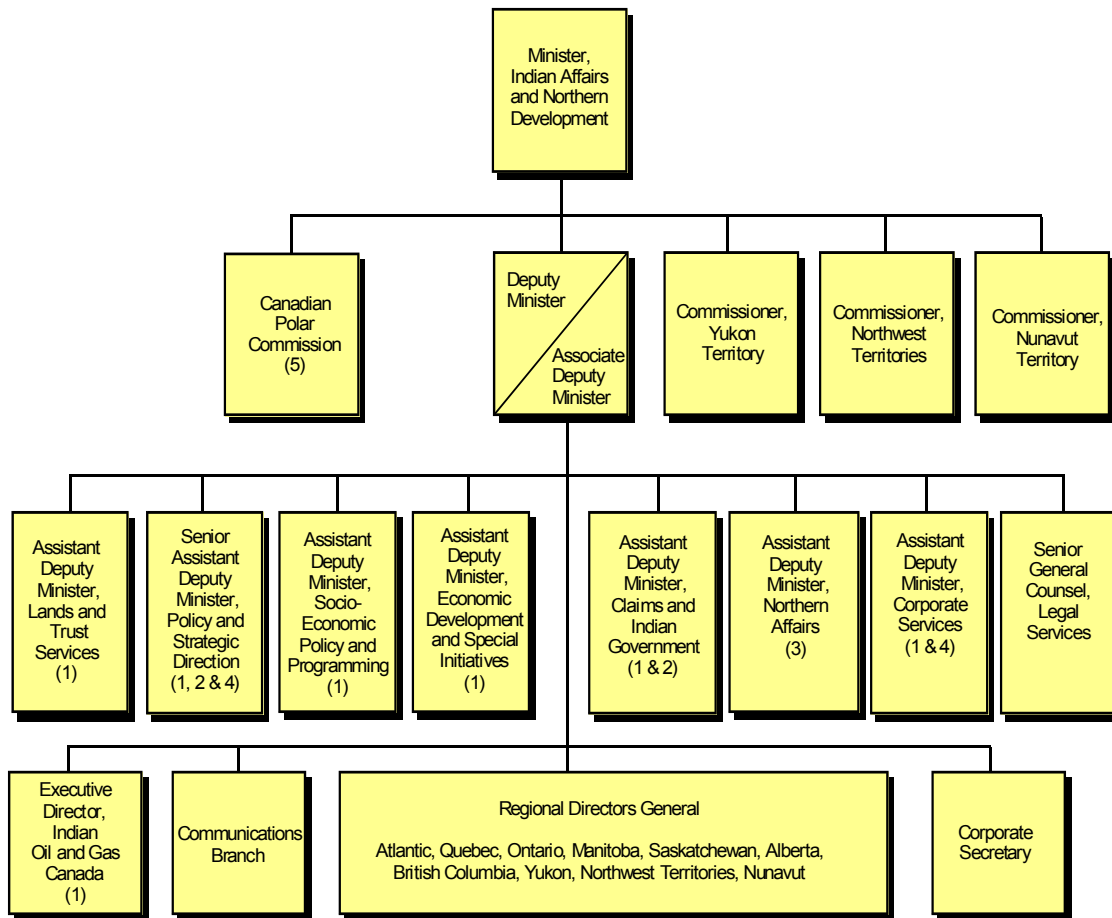 Minister,
Indian Affairs
and Northern
Development
Canadian
Polar
Commission
(5)
Deputy
Minister
Associate
Deputy
Minister
Commissioner,
Yukon
Territory
Commissioner,
Northwest
Territories
Commissioner,
Nunavut
Territory
Assistant
Deputy
Minister,
Lands and
Trust
Services
(1)
Senior
Assistant
Deputy
Minister,
Policy and
Strategic
Direction
(1, 2 & 4)
Assistant
Deputy
Minister,
Socio-
Economic
Policy and
Programming
(1)
Assistant
Deputy
Minister,
Economic
Development
and Special
Initiatives
(1)
Assistant
Deputy
Minister,
Claims and
Indian
Government
(1 & 2)
Assistant
Deputy
Minister,
Northern
Affairs
(3)
Assistant
Deputy
Minister,
Corporate
Services
(1 & 4)
Senior
General
Counsel,
Legal
Services
Executive
Director,
Indian
Oil and Gas
Canada
(1)
Communications
Branch
Regional Directors General
Atlantic, Quebec, Ontario, Manitoba, Saskatchewan, Alberta,
British Columbia, Yukon, Northwest Territories, Nunavut
Corporate
Secretary